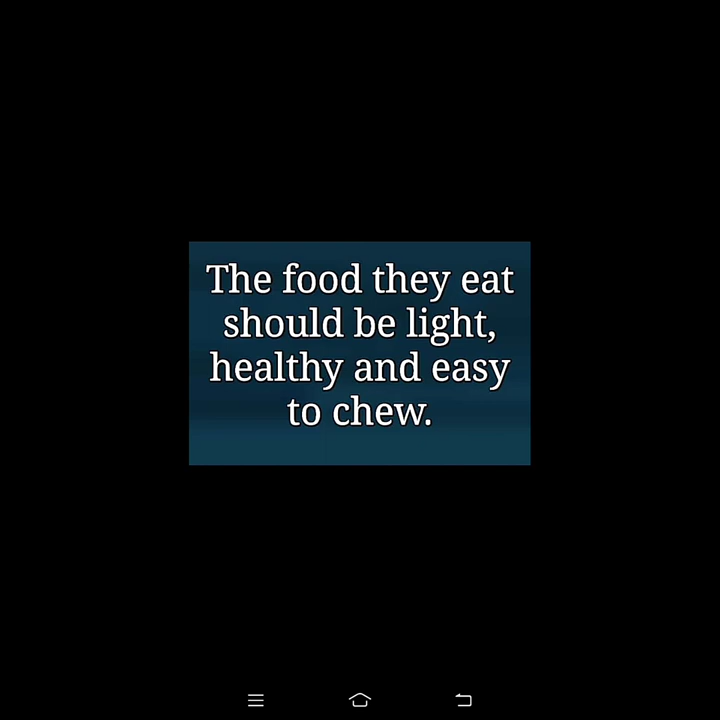 The food they eat
should be light,
healthy and easy
to chew.